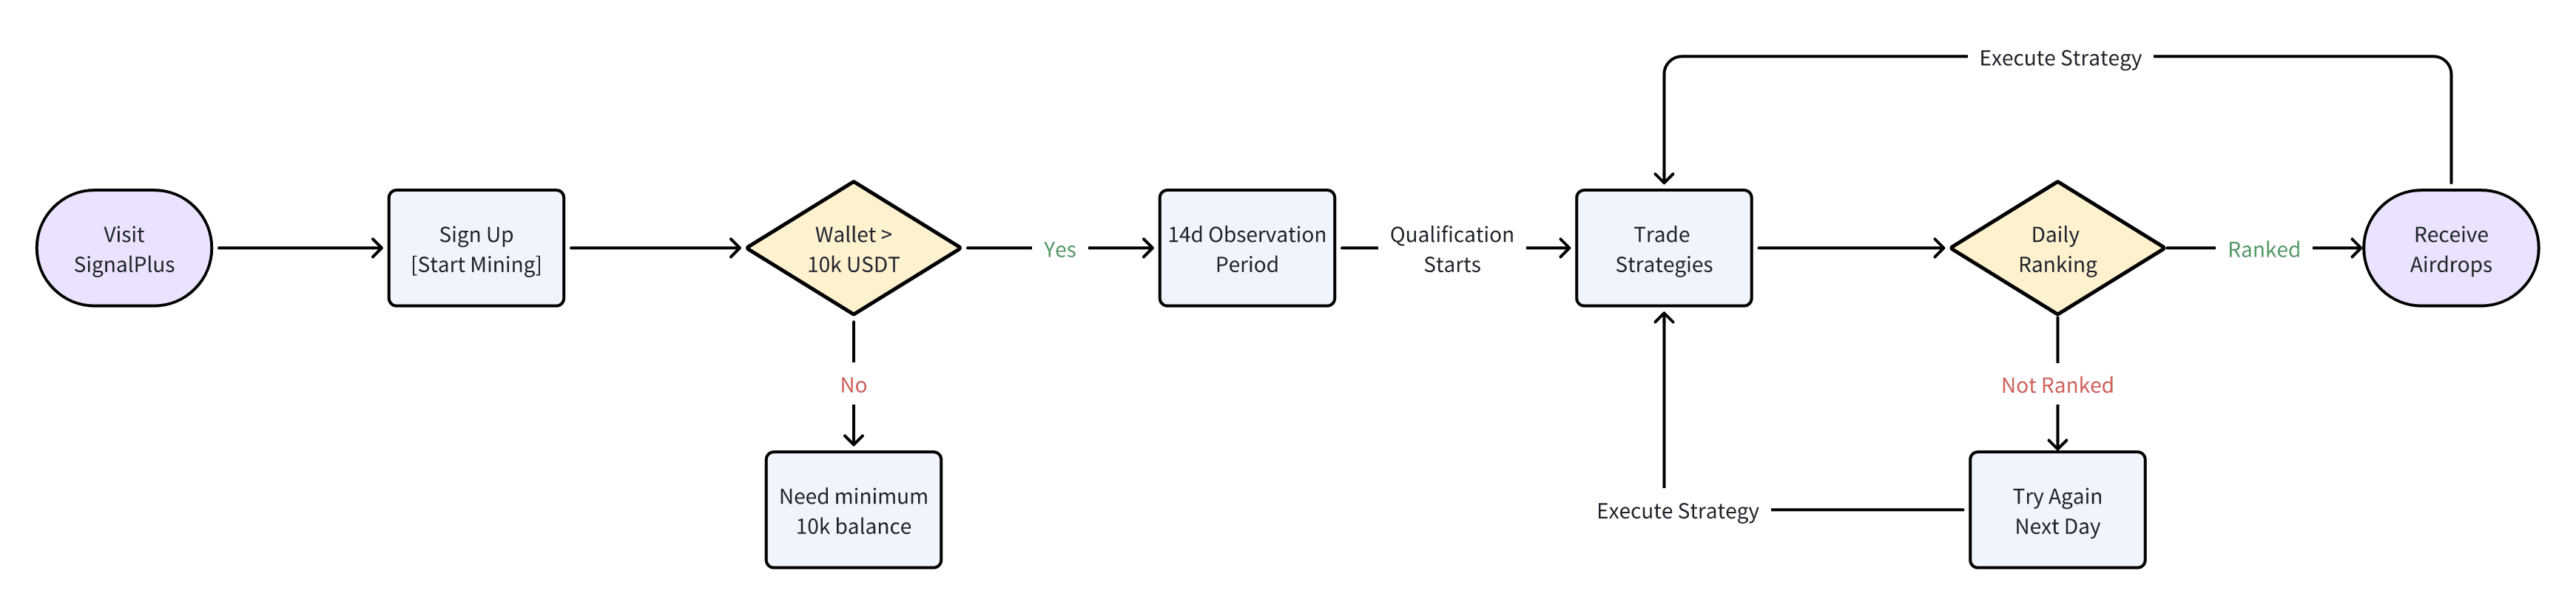 Execute Strategy
Visit
SignalPlus
Sign Up
[Start Mining]
Wallet >
10k USDT
Yes
14d Observation
Period
Qualification
Starts
Trade
Strategies
Daily
Ranking
Ranked
Receive
Airdrops
No
Not Ranked
Need minimum
10k balance
Execute Strategy
Try Again
Next Day